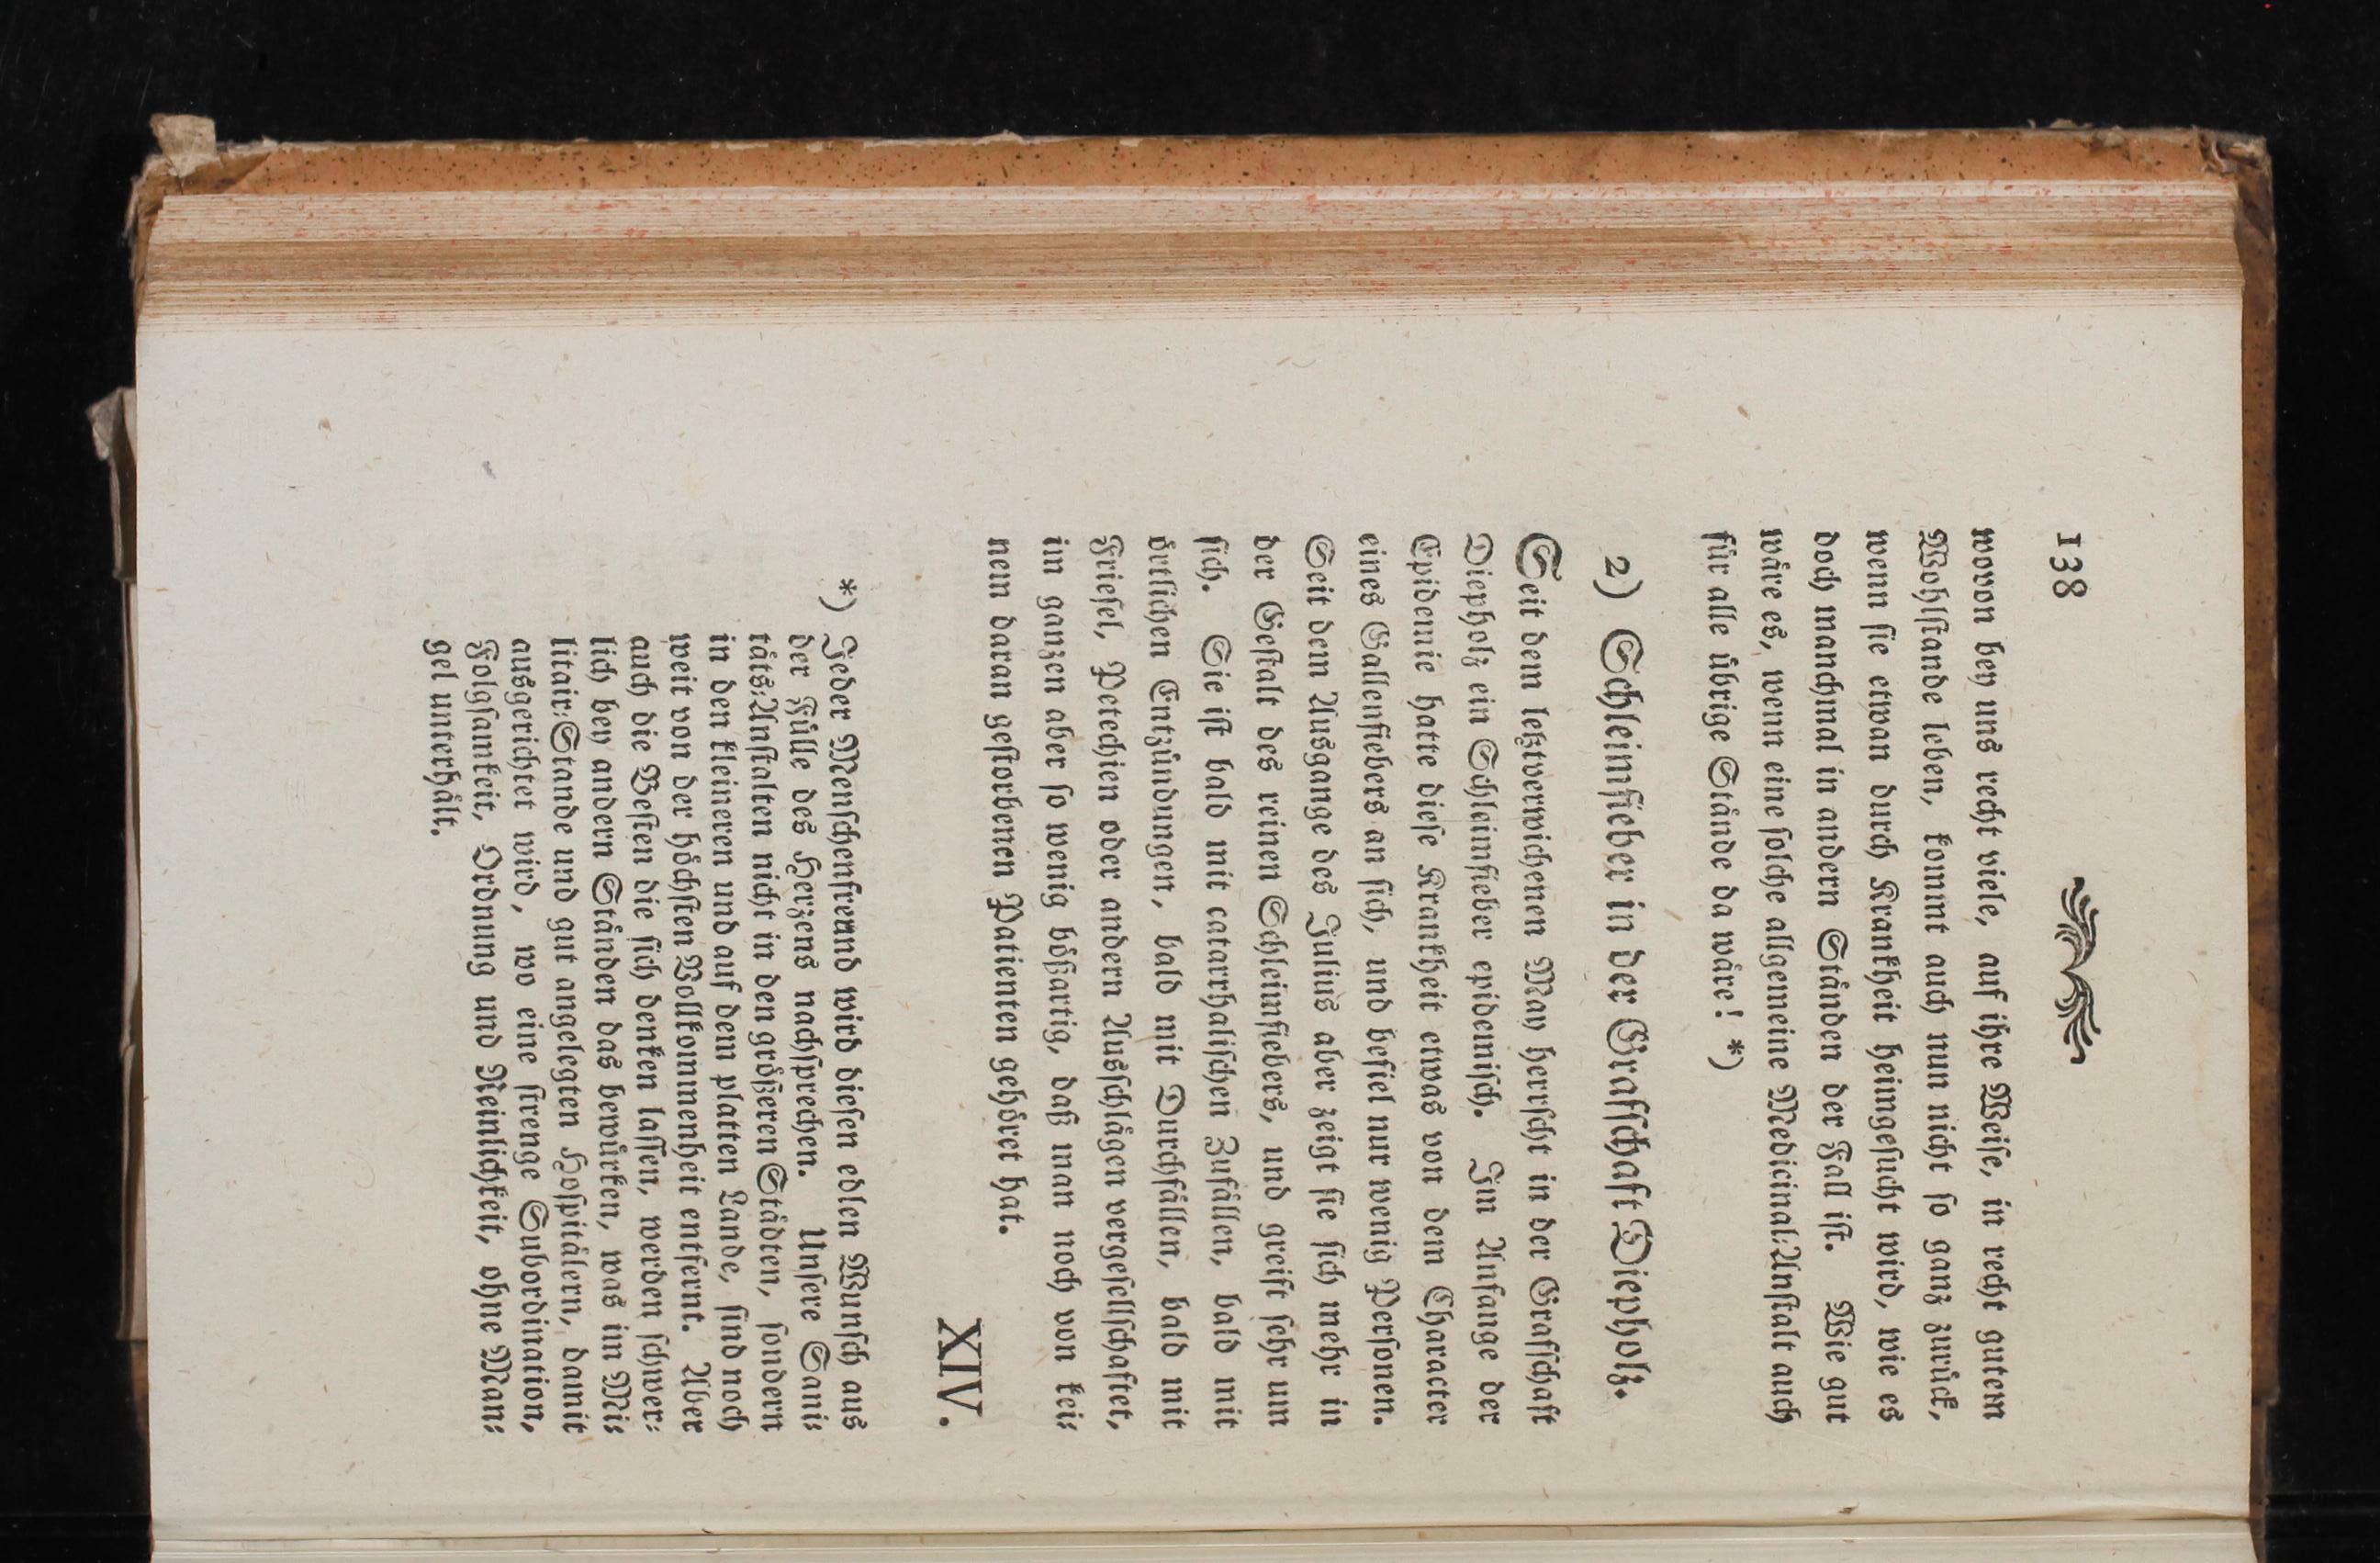 138
wovon bey uns recht viele, auf ihre Weise, in recht gutem
Wohlstande leben, kommt auch nun nicht so ganz zurück,
wenn sie etwan durch Krankheit heimgesucht wird, wie es
doch manchmal in andern Ständen der Fall ist. Wie gut
wäre es, wenn eine solche allgemeine Medicinal-Anstalt auch
für alle übrige Stände da wäre! *)
2) Schleimfieber in der Grafschaft Diepholz.
Seit dem letztverwichenen May herrscht in der Grafschaft
Diepholz ein Schleimfieber epidemisch. Im Anfange der
Epidemie hatte diese Krankheit etwas von dem Character
eines Gallenfiebers an sich, und befiel nur wenig Personen.
Seit dem Ausgange des Julius aber zeigt sie sich mehr in
der Gestalt des reinen Schleimfiebers, und greift sehr um
sich. Sie ist bald mit catarrhalischen Zufällen, bald mit
örtlichen Entzündungen, bald mit Durchfällen, bald mit
Friesel, Petechien oder andern Ausschlägen vergesellschaftet,
im ganzen aber so wenig bößartig, daß man noch von kei-
nem daran gestorbenen Patienten gehöret hat.
XIV.
*) Jeder Menschenfreund wird diesen edlen Wunsch aus
der Fülle des Herzens nachsprechen. Unsere Sani-
täts-Anstalten nicht in den größeren Städten, sondern
in den kleineren und auf dem platten Lande, sind noch
weit von der höchsten Vollkommenheit entfernt. Aber
auch die Besten die sich denken lassen, werden schwer-
lich bey andern Ständen das bewürken, was im Mi-
litair-Stande und gut angelegten Hospitälern, damit
ausgerichtet wird, wo eine strenge Subordination,
Folgsamkeit, Ordnung und Reinlichkeit, ohne Man-
gel unterhält.